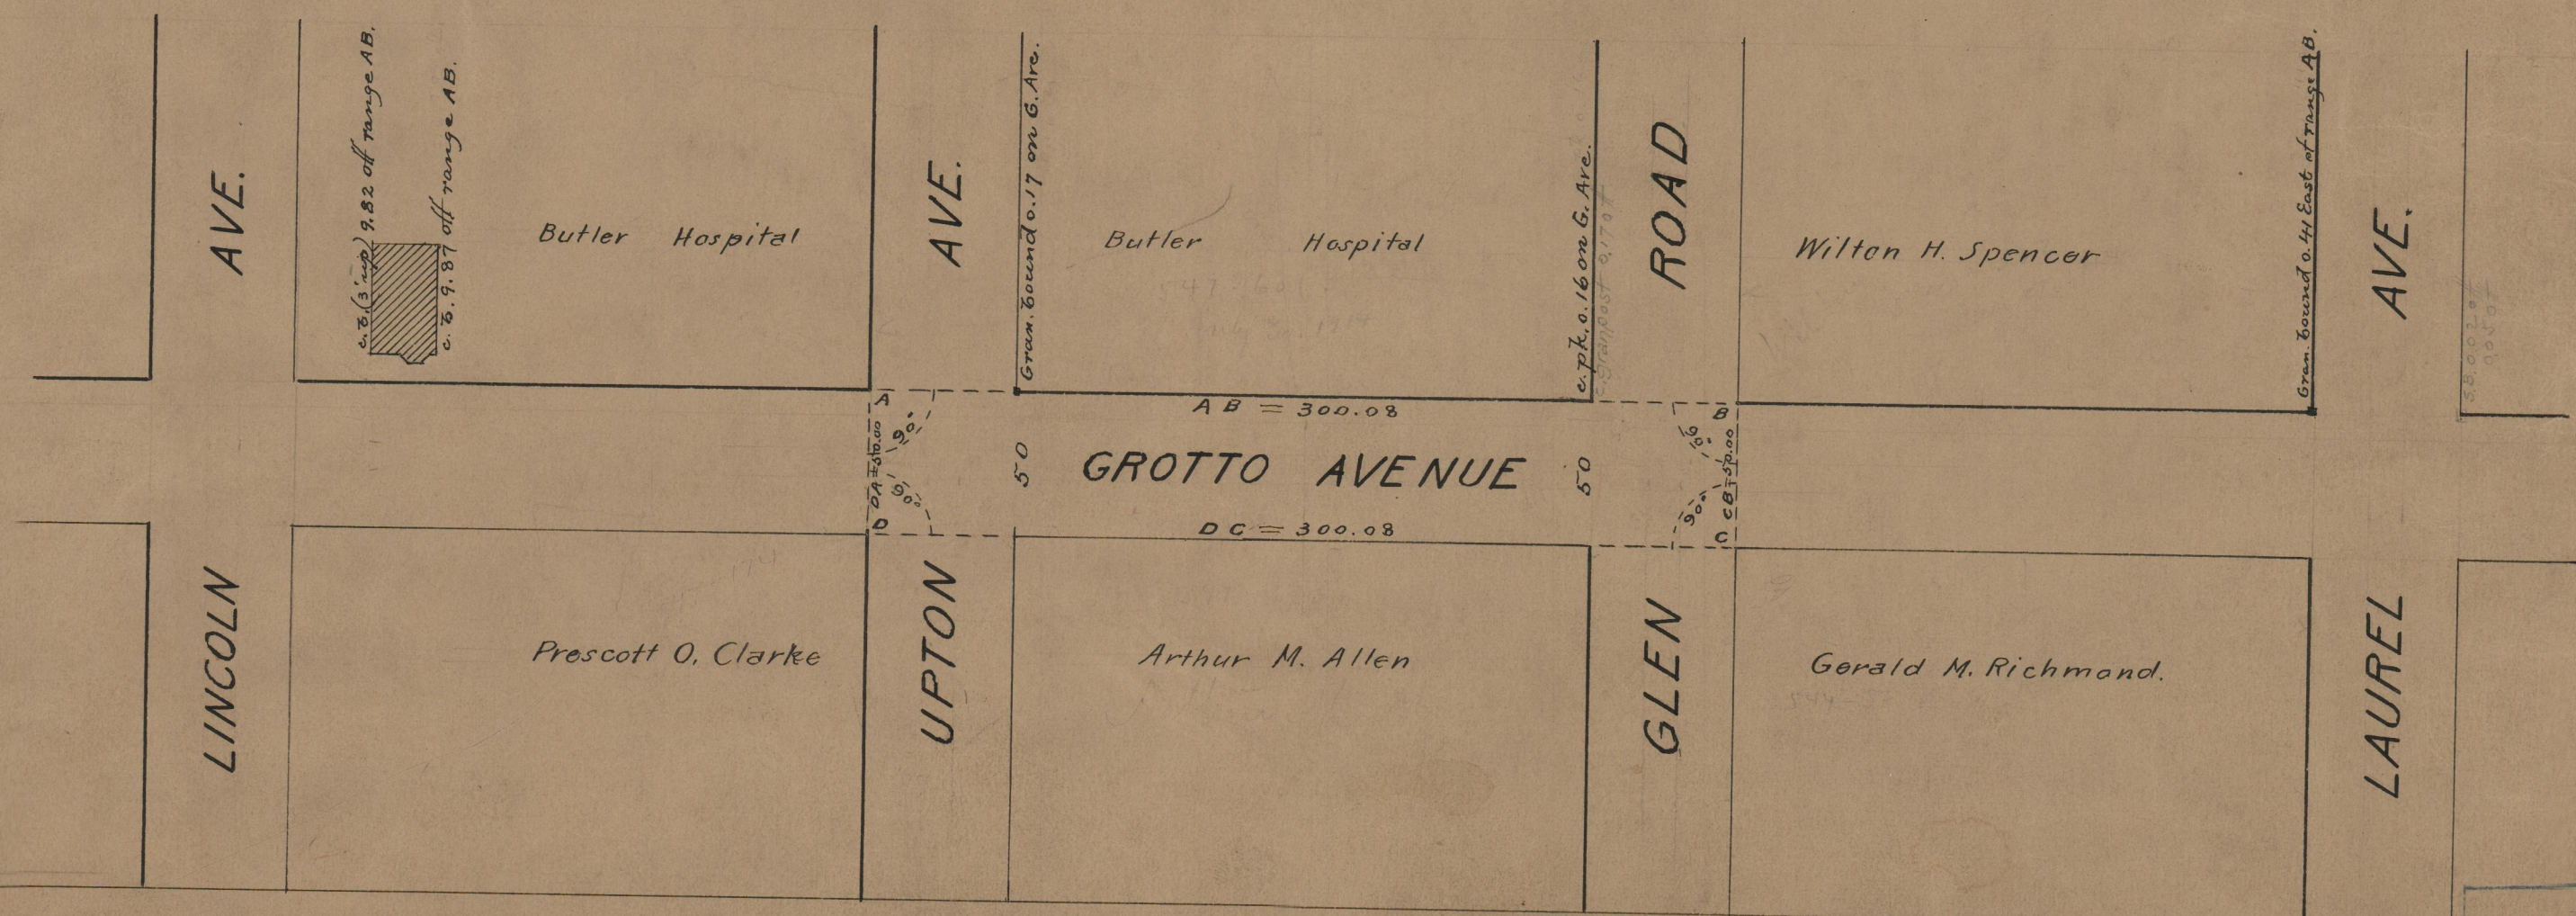 AVE.
c.b.(3'up) 9.82 off range AB.
c.b. 9.87 off range AB.
Butler Hospital
AVE.
Gran. bound 0.17 on G. Ave.
Butler Hospital
c.pk. 0.16 on G. Ave.
ROAD
Wilton H. Spencer
Gran. bound 0.41 East of range AB.
AVE.
A
AB = 300.08
B
90°
DA = 50.00
90°
50
GROTTO AVENUE
50
90°
CB = 50.00
90°
D
DC = 300.08
C
LINCOLN
Prescott O. Clarke
UPTON
Arthur M. Allen
GLEN
Gerald M. Richmond.
LAUREL